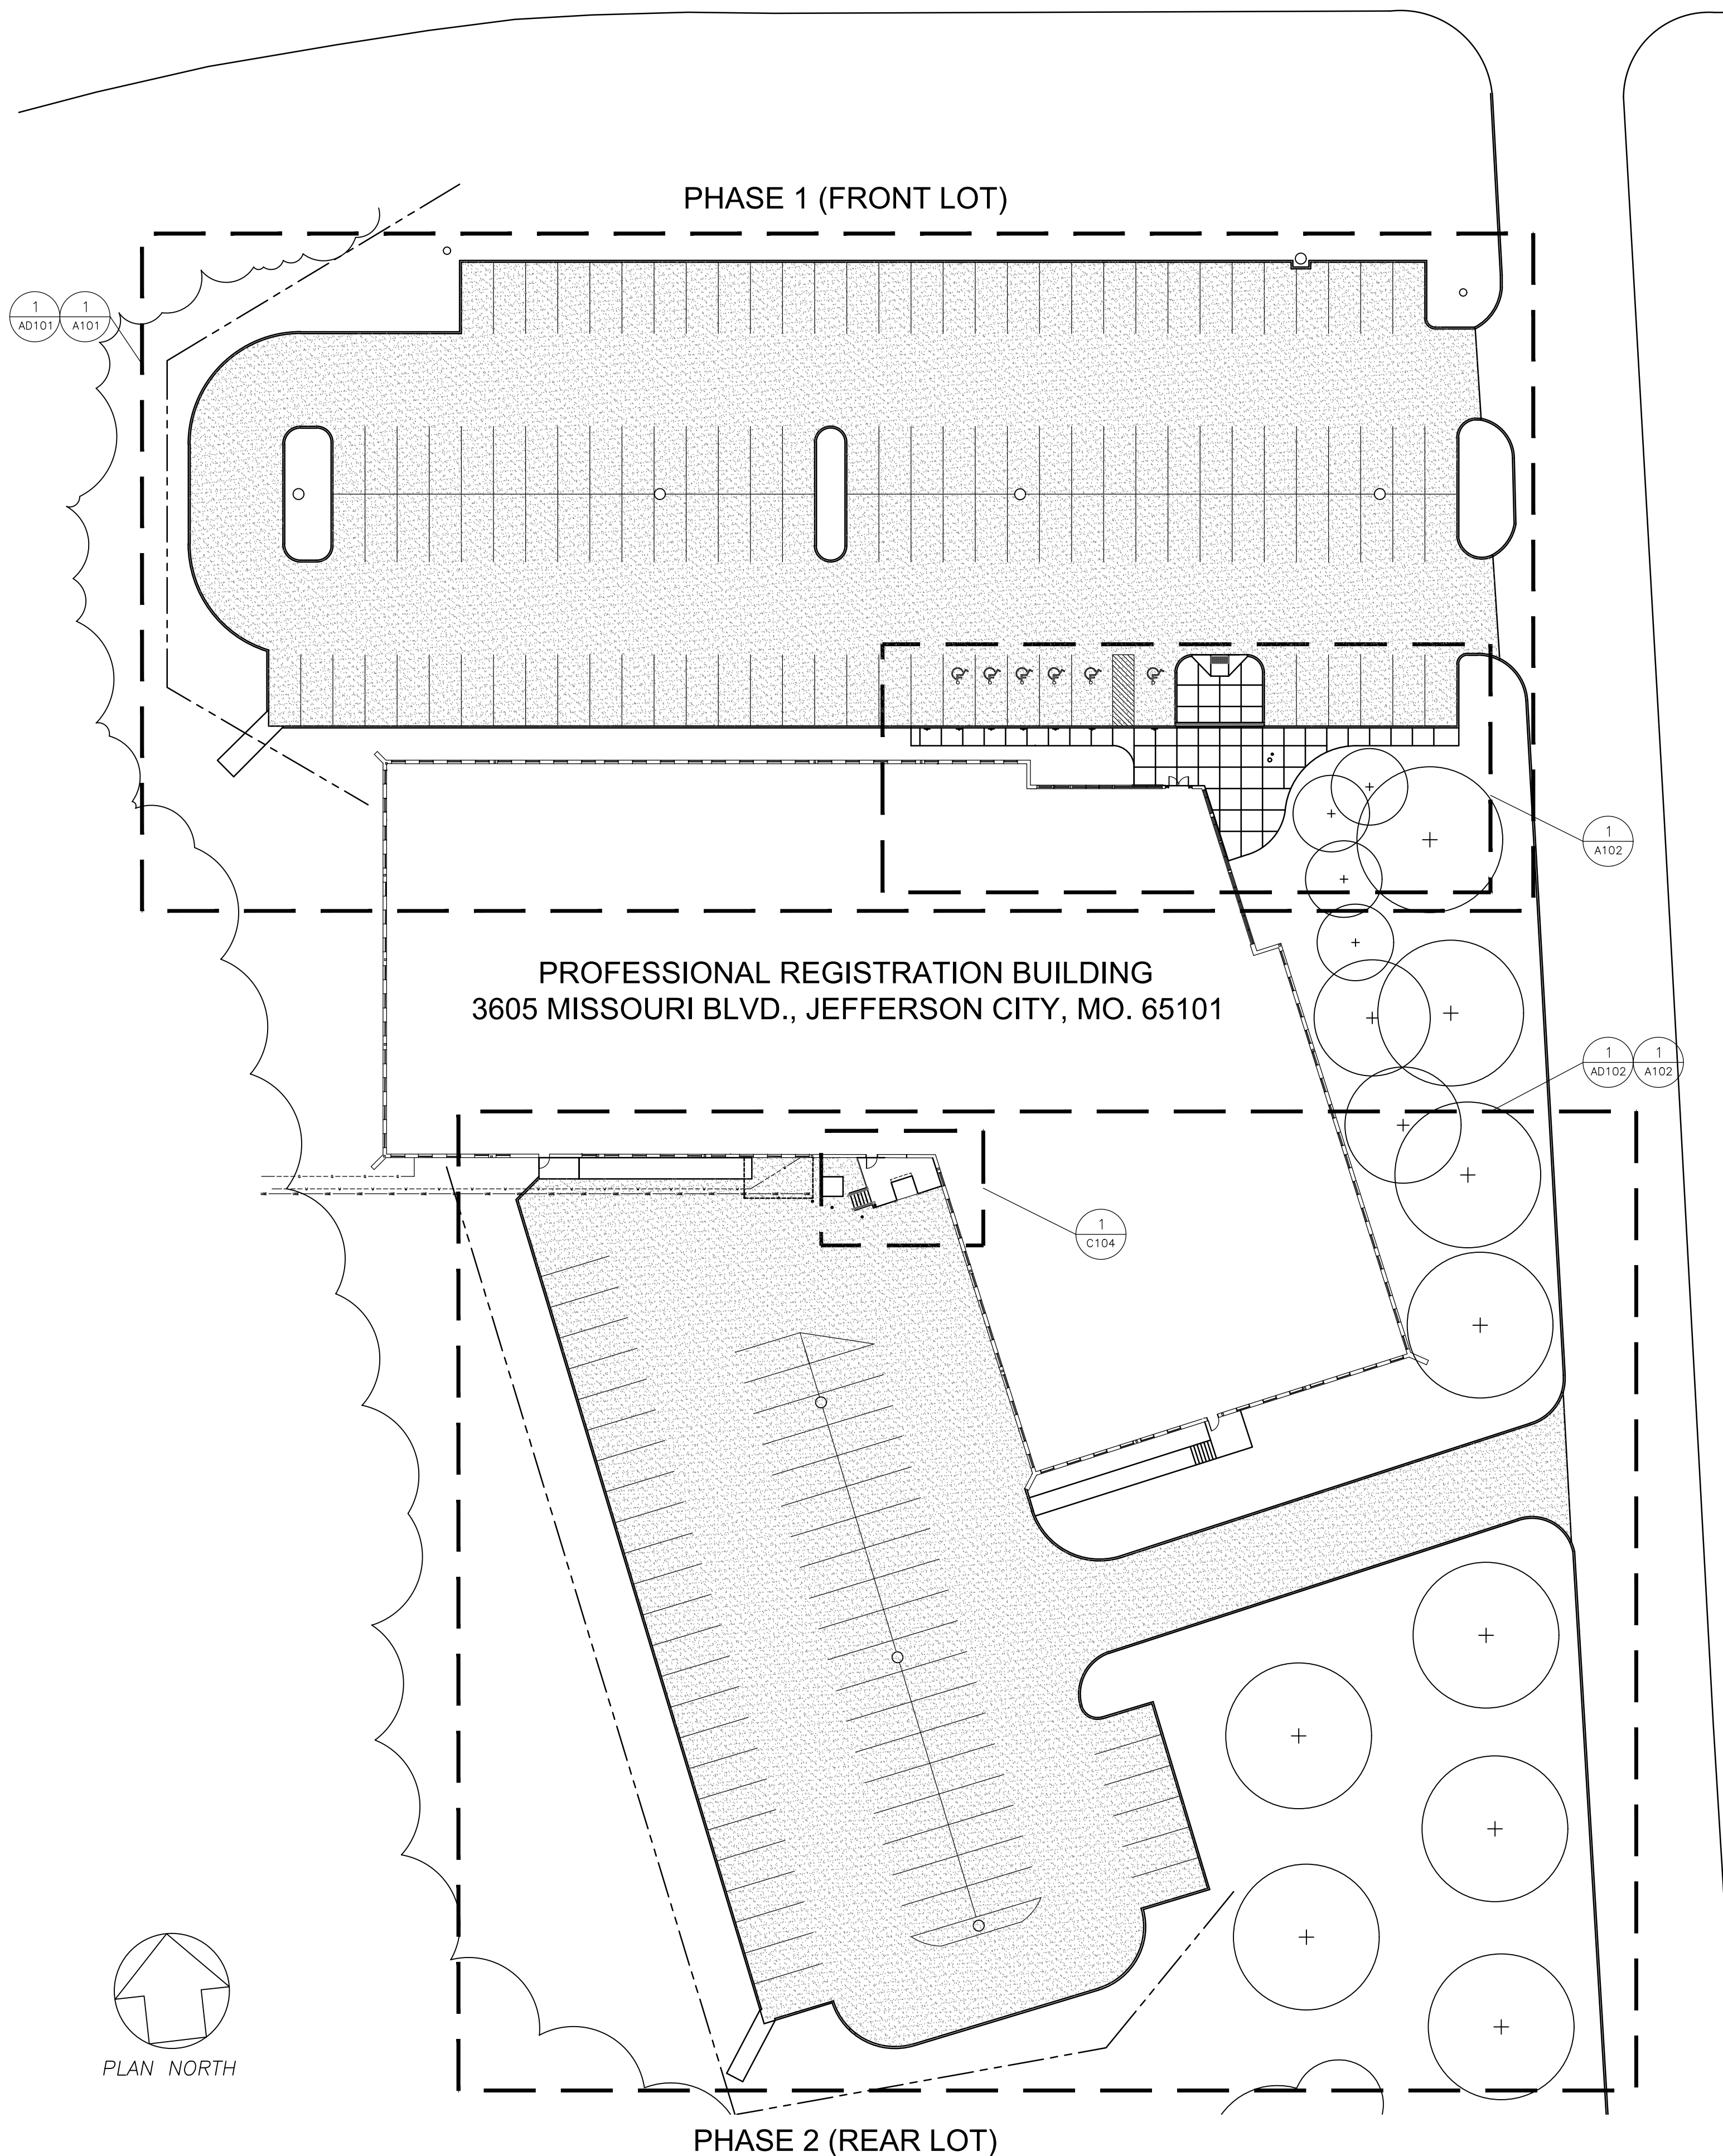 PHASE 1 (FRONT LOT)
1
AD101
1
A101
1
A102
PROFESSIONAL REGISTRATION BUILDING
3605 MISSOURI BLVD., JEFFERSON CITY, MO. 65101
1
AD102
1
A102
1
C104
PLAN NORTH
PHASE 2 (REAR LOT)